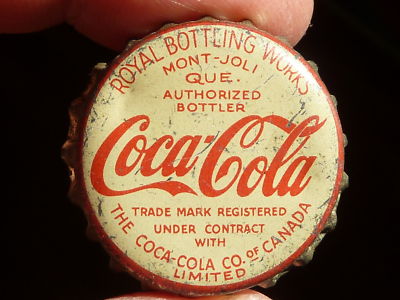 ROYAL BOTTLING WORKS
MONT-JOLI
QUE.
AUTHORIZED
BOTTLER
Coca-Cola
TRADE MARK REGISTERED
UNDER CONTRACT
WITH
THE COCA-COLA CO. OF CANADA
LIMITED